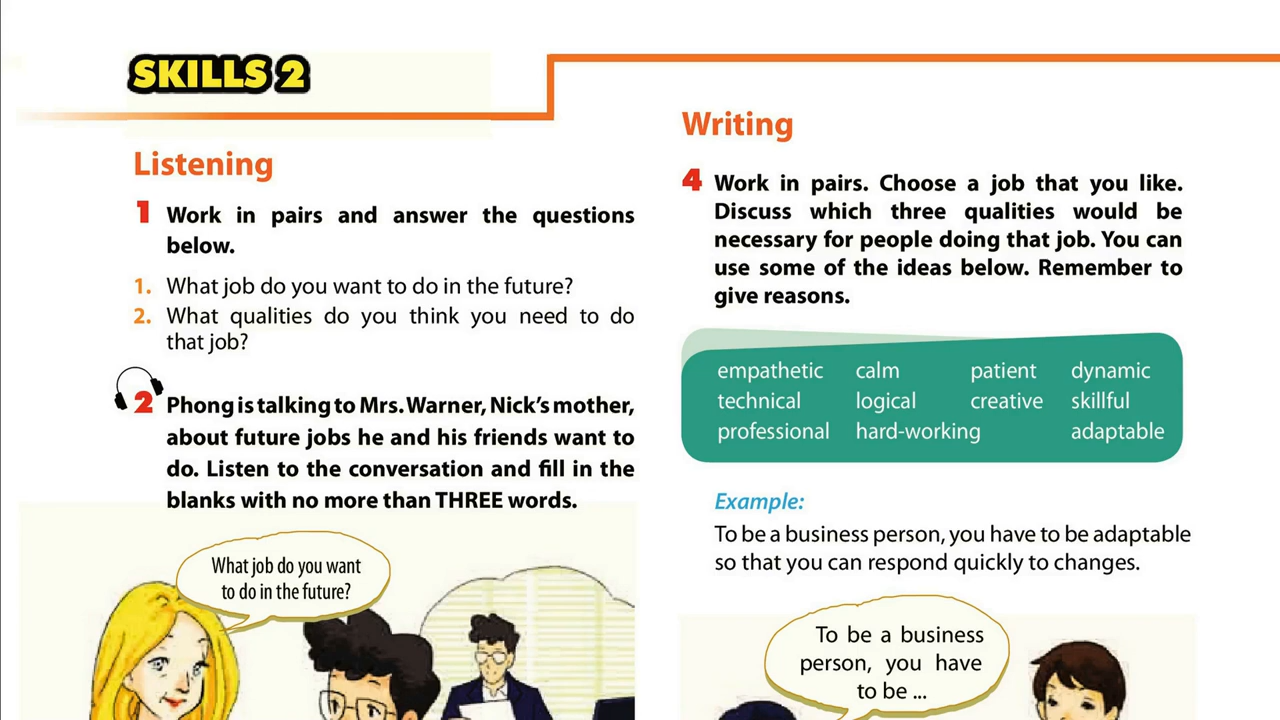 SKILLS 2
Listening
1 Work in pairs and answer the questions
below.
1. What job do you want to do in the future?
2. What qualities do you think you need to do
that job?
2 Phong is talking to Mrs. Warner, Nick's mother,
about future jobs he and his friends want to
do. Listen to the conversation and fill in the
blanks with no more than THREE words.
What job do you want
to do in the future?
Writing
4 Work in pairs. Choose a job that you like.
Discuss which three qualities would be
necessary for people doing that job. You can
use some of the ideas below. Remember to
give reasons.
empathetic calm patient dynamic
technical logical creative skillful
professional hard-working adaptable
Example:
To be a business person, you have to be adaptable
so that you can respond quickly to changes.
To be a business
person, you have
to be ...